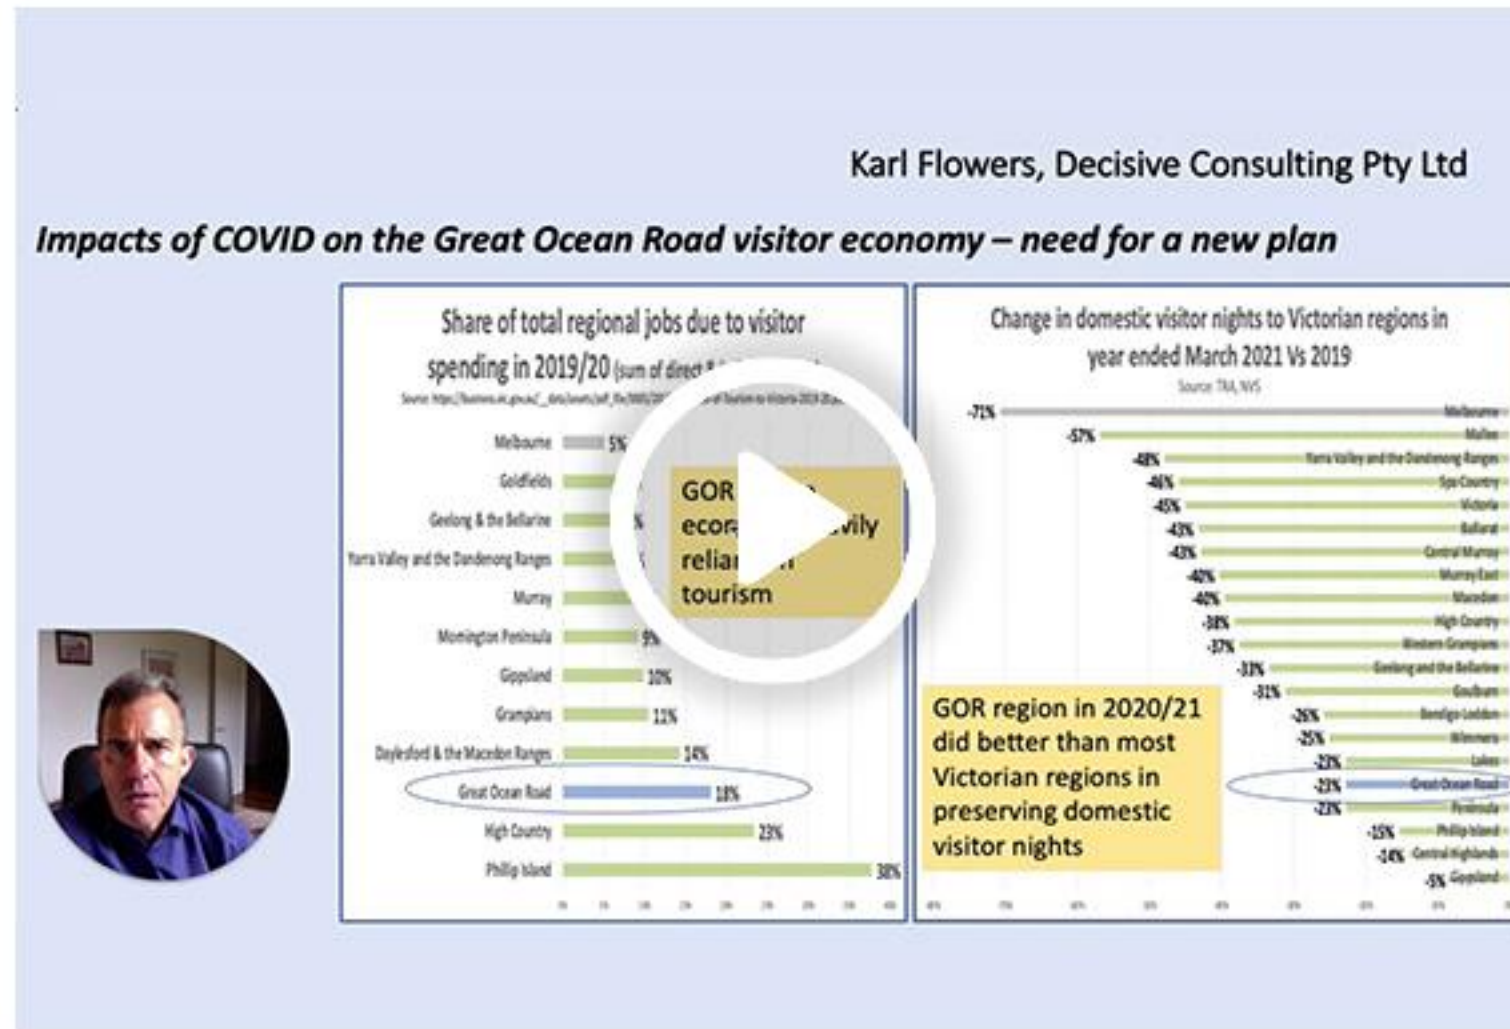 Karl Flowers, Decisive Consulting Pty Ltd
Impacts of COVID on the Great Ocean Road visitor economy – need for a new plan
Share of total regional jobs due to visitor
spending in 2019/20 (sum of direct
Melbourne 5%
Goldfields
Geelong & the Bellarine
Yarra Valley and the Dandenong Ranges
Murray
Mornington Peninsula 9%
Gippsland 10%
Grampians 11%
Daylesford & the Macedon Ranges 14%
Great Ocean Road 18%
High Country 23%
Phillip Island 38%
GOR
tourism
Change in domestic visitor nights to Victorian regions in
year ended March 2021 Vs 2019
Source: TRA, NVS
-71% Melbourne
-57% Mallee
-48% Yarra Valley and the Dandenong Ranges
-46% Spa Country
-45% Victoria
-43% Ballarat
-43% Central Murray
-40% Murray East
-40% Macedon
-38% High Country
-37% Western Grampians
-33% Geelong and the Bellarine
-31% Goulburn
-26% Bendigo Loddon
-25% Wimmera
-23% Lakes
-23% Great Ocean Road
-23% Peninsula
-15% Phillip Island
-14% Central Highlands
-5% Gippsland
GOR region in 2020/21
did better than most
Victorian regions in
preserving domestic
visitor nights